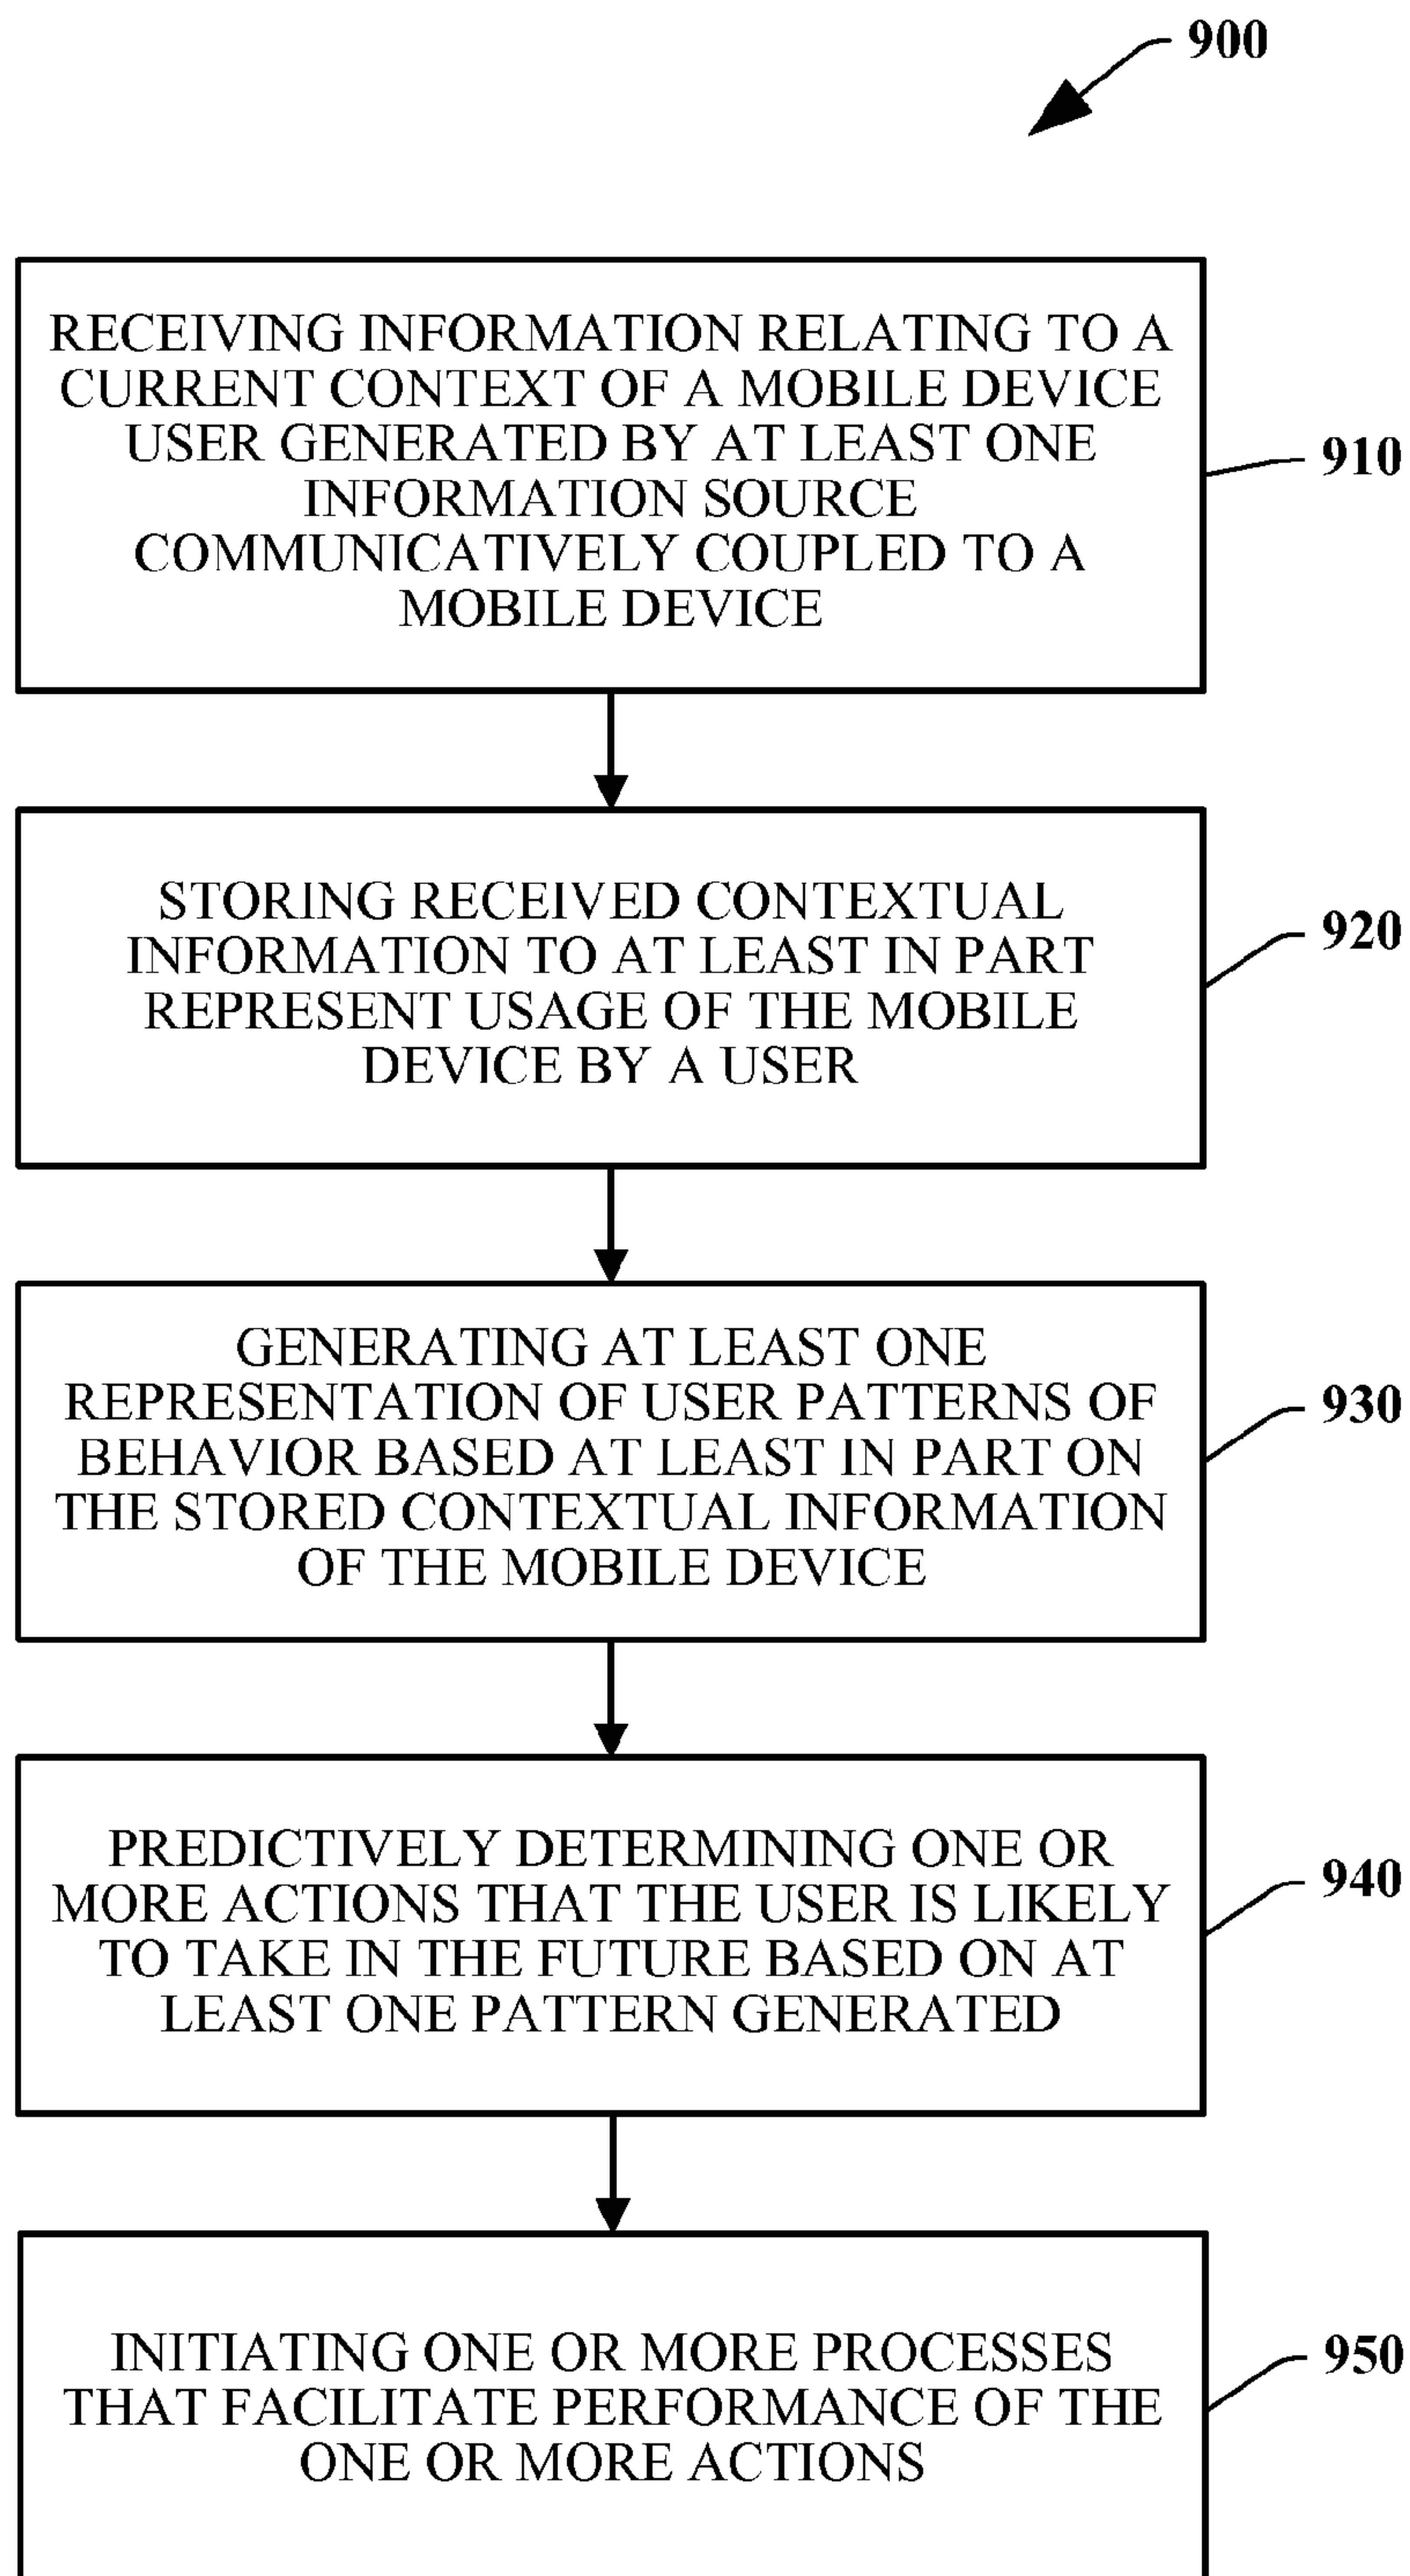 900
RECEIVING INFORMATION RELATING TO A
CURRENT CONTEXT OF A MOBILE DEVICE
USER GENERATED BY AT LEAST ONE
INFORMATION SOURCE
COMMUNICATIVELY COUPLED TO A
MOBILE DEVICE
910
STORING RECEIVED CONTEXTUAL
INFORMATION TO AT LEAST IN PART
REPRESENT USAGE OF THE MOBILE
DEVICE BY A USER
920
GENERATING AT LEAST ONE
REPRESENTATION OF USER PATTERNS OF
BEHAVIOR BASED AT LEAST IN PART ON
THE STORED CONTEXTUAL INFORMATION
OF THE MOBILE DEVICE
930
PREDICTIVELY DETERMINING ONE OR
MORE ACTIONS THAT THE USER IS LIKELY
TO TAKE IN THE FUTURE BASED ON AT
LEAST ONE PATTERN GENERATED
940
INITIATING ONE OR MORE PROCESSES
THAT FACILITATE PERFORMANCE OF THE
ONE OR MORE ACTIONS
950